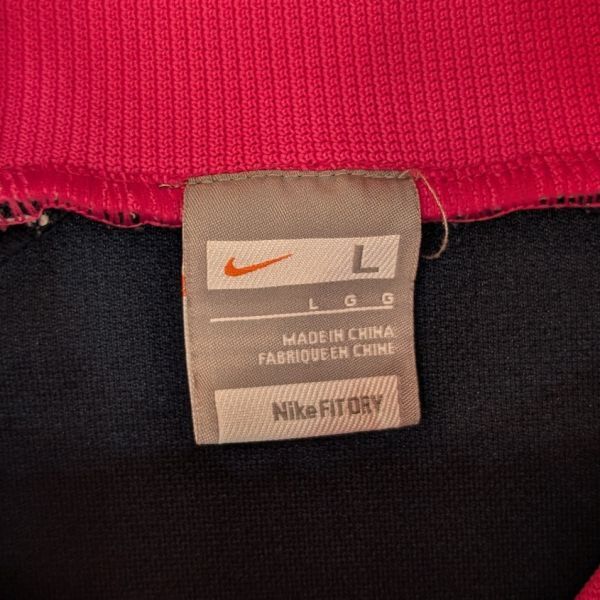 L
L G G
MADE IN CHINA
FABRIQUE EN CHINE
Nike FIT DRY